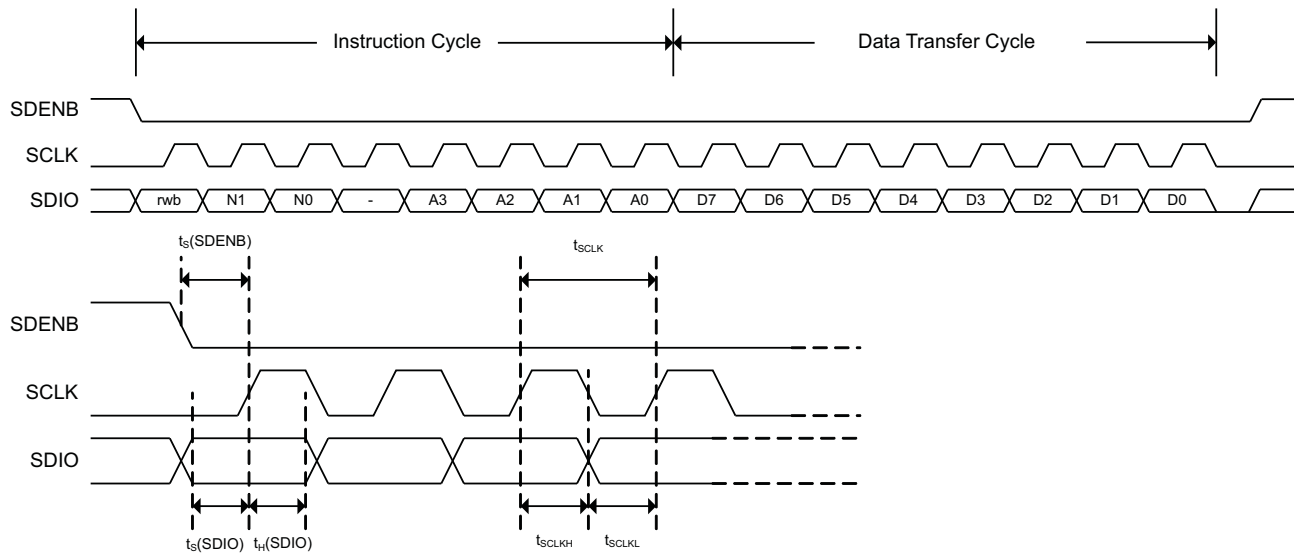 Instruction Cycle Data Transfer Cycle
SDENB
SCLK
SDIO rwb N1 N0 - A3 A2 A1 A0 D7 D6 D5 D4 D3 D2 D1 D0
tS(SDENB) tSCLK
SDENB
SCLK
SDIO
tS(SDIO) tH(SDIO) tSCLKH tSCLKL